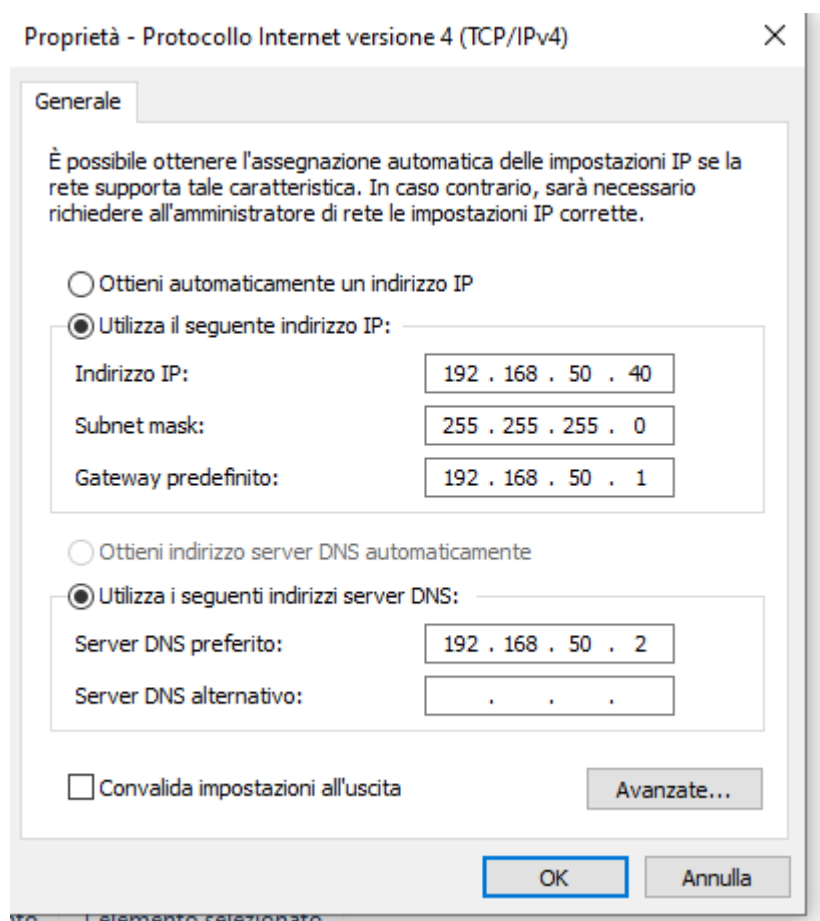 Proprietà - Protocollo Internet versione 4 (TCP/IPv4)
Generale
È possibile ottenere l'assegnazione automatica delle impostazioni IP se la
rete supporta tale caratteristica. In caso contrario, sarà necessario
richiedere all'amministratore di rete le impostazioni IP corrette.
Ottieni automaticamente un indirizzo IP
Utilizza il seguente indirizzo IP:
Indirizzo IP: 192 . 168 . 50 . 40
Subnet mask: 255 . 255 . 255 . 0
Gateway predefinito: 192 . 168 . 50 . 1
Ottieni indirizzo server DNS automaticamente
Utilizza i seguenti indirizzi server DNS:
Server DNS preferito: 192 . 168 . 50 . 2
Server DNS alternativo: . . .
Convalida impostazioni all'uscita Avanzate...
OK Annulla
l'elemento selezionato